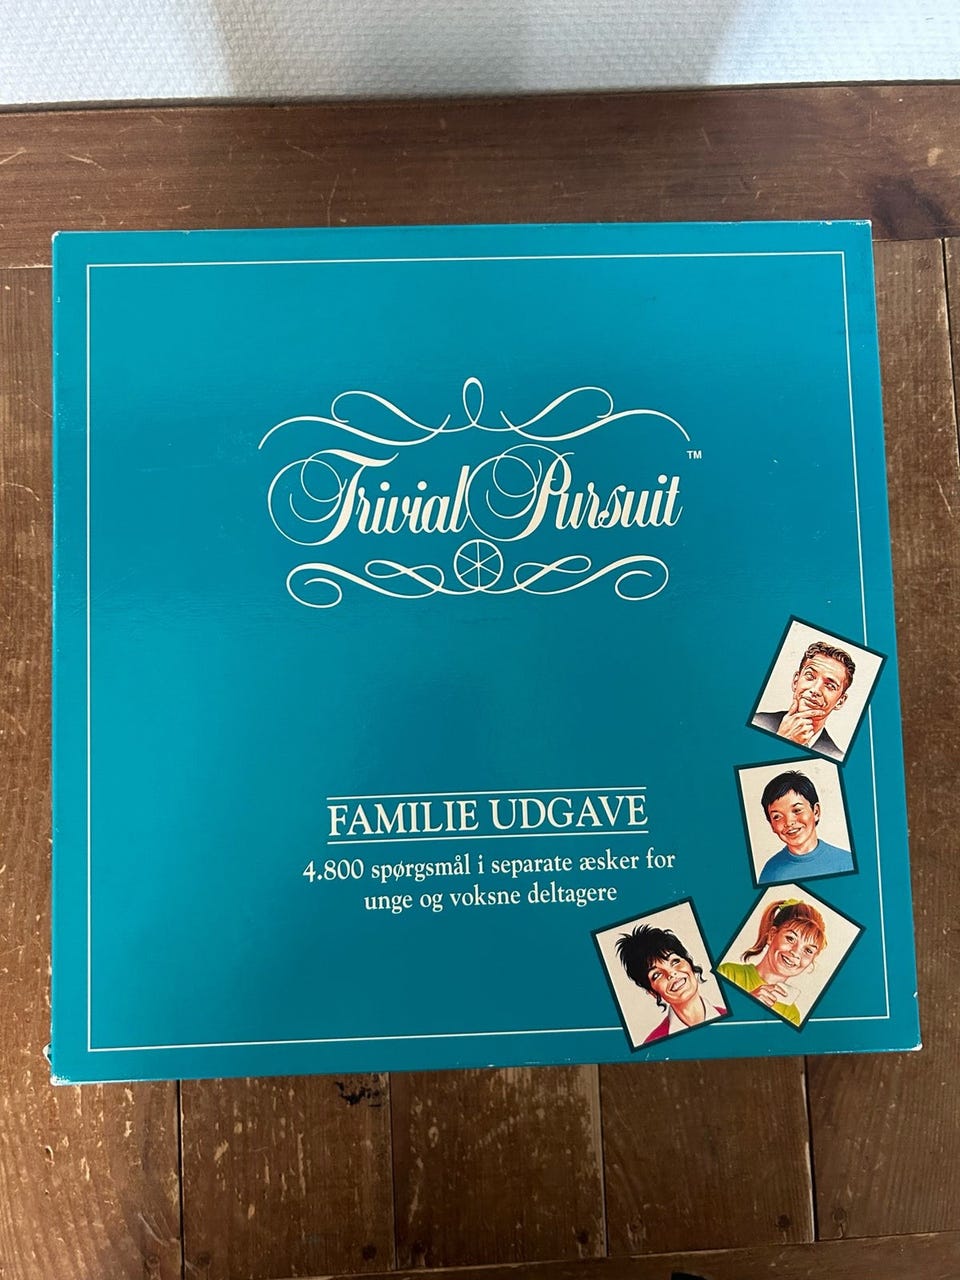 Trivial Pursuit™
FAMILIE UDGAVE
4.800 spørgsmål i separate æsker for
unge og voksne deltagere